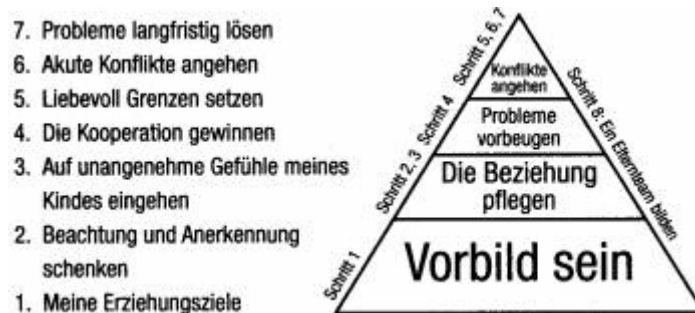 7. Probleme langfristig lösen
6. Akute Konflikte angehen
5. Liebevoll Grenzen setzen
4. Die Kooperation gewinnen
3. Auf unangenehme Gefühle meines
Kindes eingehen
2. Beachtung und Anerkennung
schenken
1. Meine Erziehungsziele
Schritt 5, 6, 7
Schritt 4
Schritt 2, 3
Schritt 1
Konflikte
angehen
Probleme
vorbeugen
Die Beziehung
pflegen
Vorbild sein
Schritt 8: Ein Elternteam bilden